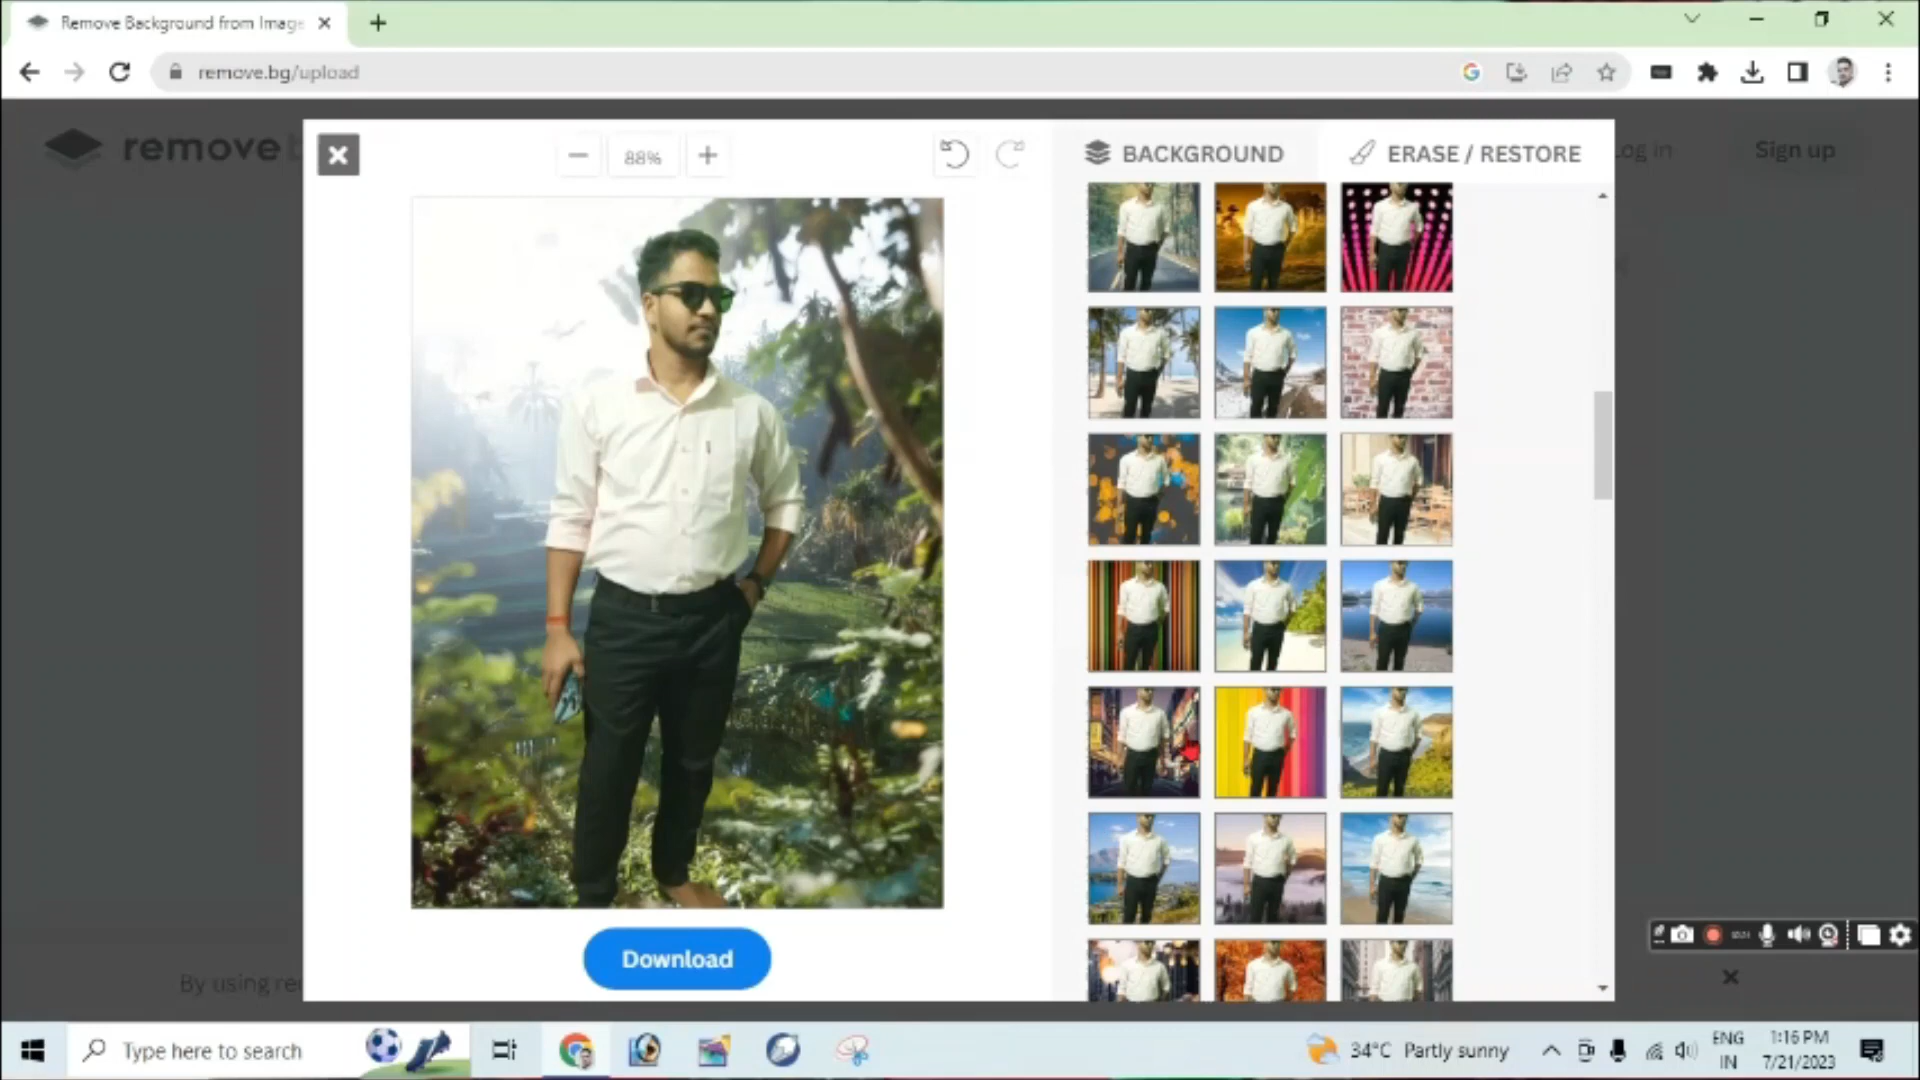 Remove Background from Image
remove.bg/upload
remove
Log in
Sign up
88%
BACKGROUND
ERASE / RESTORE
Download
By using re
Type here to search
34°C Partly sunny
ENG
IN
1:16 PM
7/21/2023